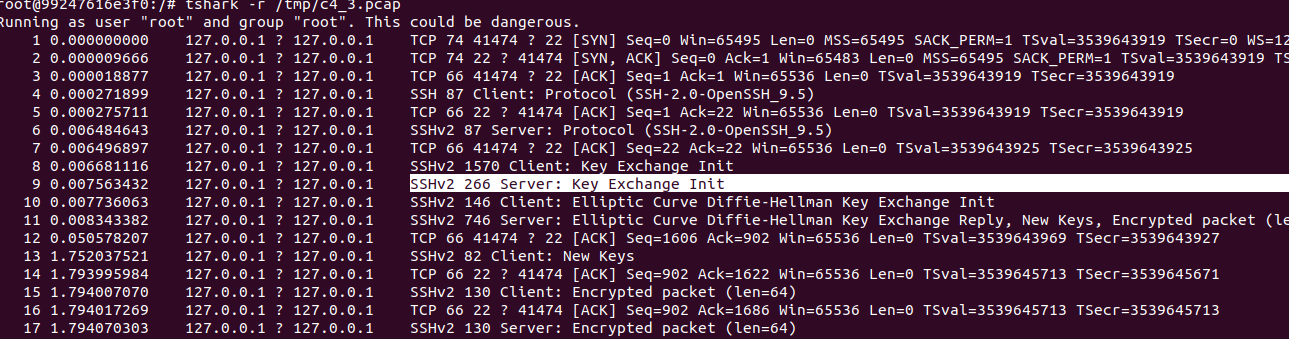 root@99247616e3f0:/# tshark -r /tmp/c4_3.pcap
Running as user "root" and group "root". This could be dangerous.
1 0.000000000 127.0.0.1 ? 127.0.0.1 TCP 74 41474 ? 22 [SYN] Seq=0 Win=65495 Len=0 MSS=65495 SACK_PERM=1 TSval=3539643919 TSecr=0 WS=12
2 0.000009666 127.0.0.1 ? 127.0.0.1 TCP 74 22 ? 41474 [SYN, ACK] Seq=0 Ack=1 Win=65483 Len=0 MSS=65495 SACK_PERM=1 TSval=3539643919 TS
3 0.000018877 127.0.0.1 ? 127.0.0.1 TCP 66 41474 ? 22 [ACK] Seq=1 Ack=1 Win=65536 Len=0 TSval=3539643919 TSecr=3539643919
4 0.000271899 127.0.0.1 ? 127.0.0.1 SSH 87 Client: Protocol (SSH-2.0-OpenSSH_9.5)
5 0.000275711 127.0.0.1 ? 127.0.0.1 TCP 66 22 ? 41474 [ACK] Seq=1 Ack=22 Win=65536 Len=0 TSval=3539643919 TSecr=3539643919
6 0.006484643 127.0.0.1 ? 127.0.0.1 SSHv2 87 Server: Protocol (SSH-2.0-OpenSSH_9.5)
7 0.006496897 127.0.0.1 ? 127.0.0.1 TCP 66 41474 ? 22 [ACK] Seq=22 Ack=22 Win=65536 Len=0 TSval=3539643925 TSecr=3539643925
8 0.006681116 127.0.0.1 ? 127.0.0.1 SSHv2 1570 Client: Key Exchange Init
9 0.007563432 127.0.0.1 ? 127.0.0.1 SSHv2 266 Server: Key Exchange Init
10 0.007736063 127.0.0.1 ? 127.0.0.1 SSHv2 146 Client: Elliptic Curve Diffie-Hellman Key Exchange Init
11 0.008343382 127.0.0.1 ? 127.0.0.1 SSHv2 746 Server: Elliptic Curve Diffie-Hellman Key Exchange Reply, New Keys, Encrypted packet (le
12 0.050578207 127.0.0.1 ? 127.0.0.1 TCP 66 41474 ? 22 [ACK] Seq=1606 Ack=902 Win=65536 Len=0 TSval=3539643969 TSecr=3539643927
13 1.752037521 127.0.0.1 ? 127.0.0.1 SSHv2 82 Client: New Keys
14 1.793995984 127.0.0.1 ? 127.0.0.1 TCP 66 22 ? 41474 [ACK] Seq=902 Ack=1622 Win=65536 Len=0 TSval=3539645713 TSecr=3539645671
15 1.794007070 127.0.0.1 ? 127.0.0.1 SSHv2 130 Client: Encrypted packet (len=64)
16 1.794017269 127.0.0.1 ? 127.0.0.1 TCP 66 22 ? 41474 [ACK] Seq=902 Ack=1686 Win=65536 Len=0 TSval=3539645713 TSecr=3539645713
17 1.794070303 127.0.0.1 ? 127.0.0.1 SSHv2 130 Server: Encrypted packet (len=64)